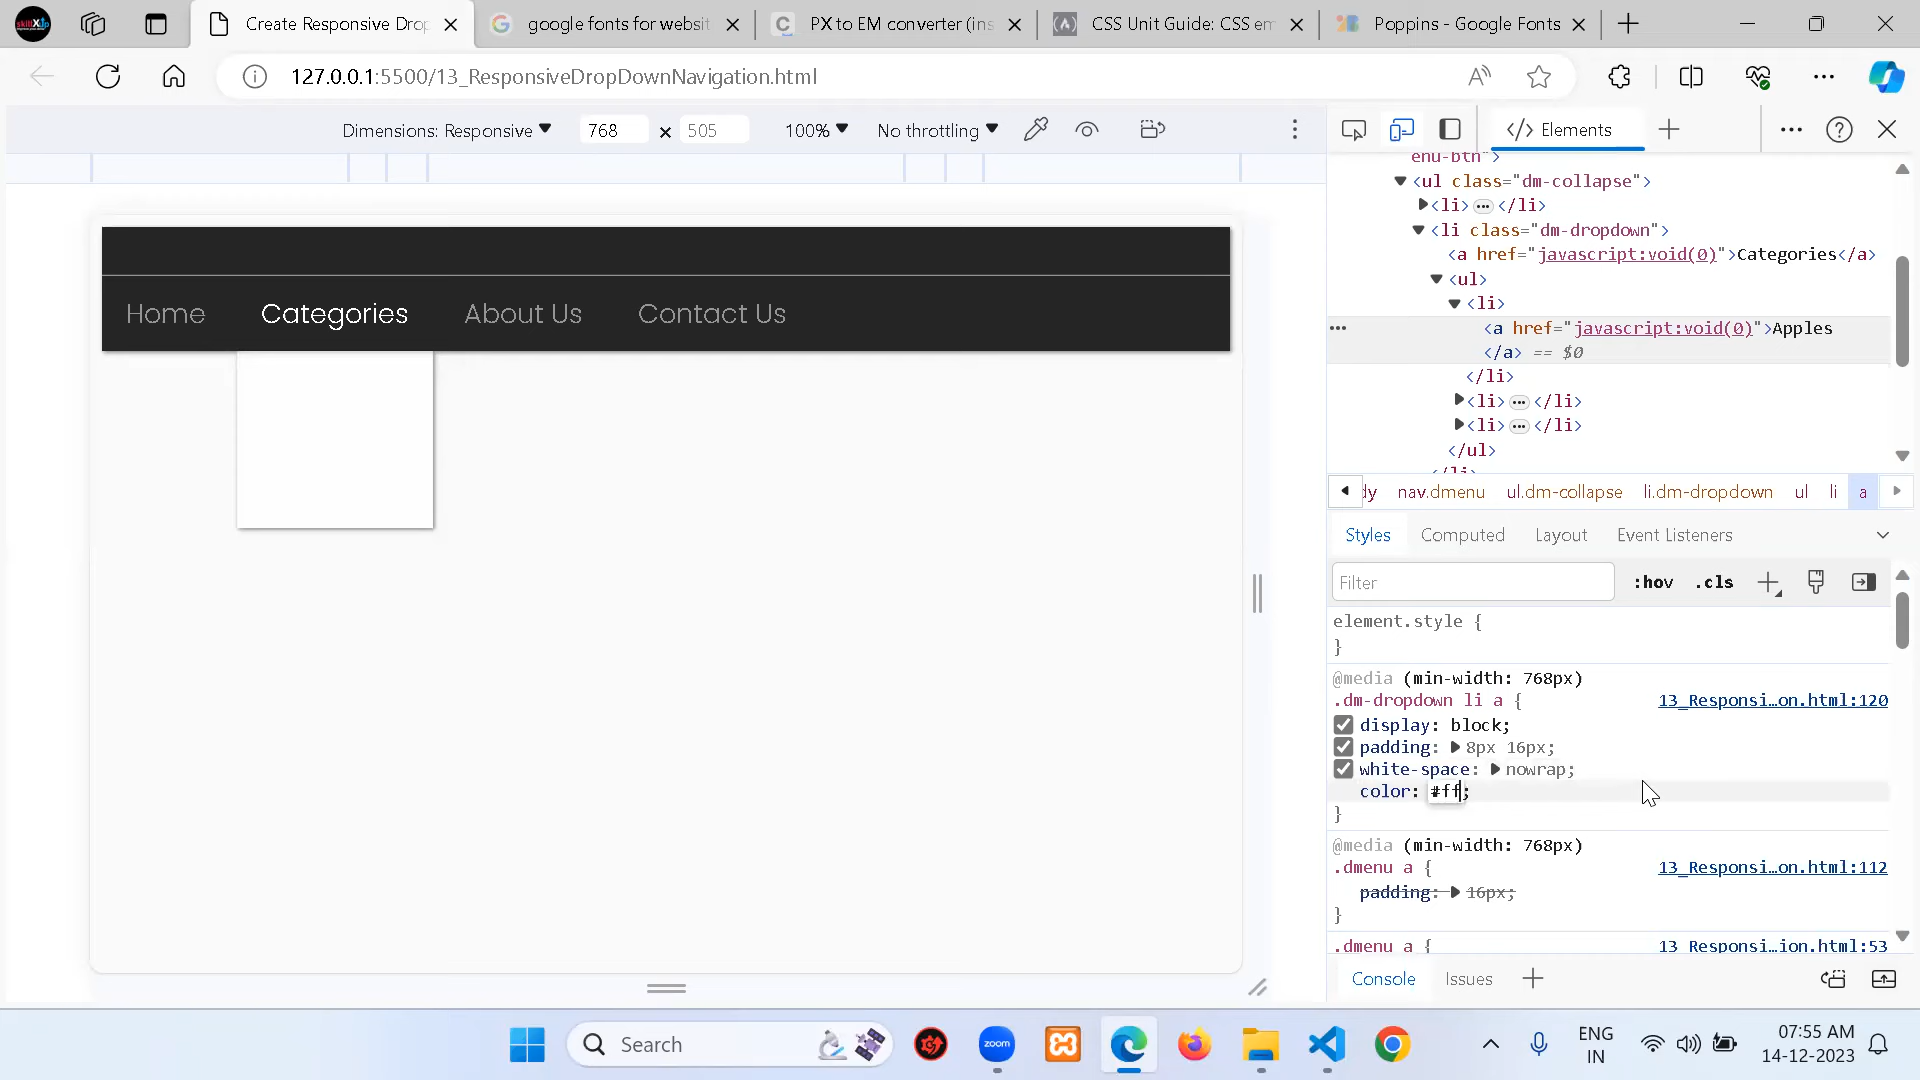 skillX.in
Create Responsive Drop
google fonts for websit
PX to EM converter (ins
CSS Unit Guide: CSS em
Poppins - Google Fonts
127.0.0.1:5500/13_ResponsiveDropDownNavigation.html
Dimensions: Responsive
768 x 505
100%
No throttling
Elements
enu-btn">
<ul class="dm-collapse">
<li> ... </li>
<li class="dm-dropdown">
<a href="javascript:void(0)">Categories</a>
<ul>
<li>
<a href="javascript:void(0)">Apples
</a> == $0
</li>
<li> ... </li>
<li> ... </li>
</ul>
</li>
dy nav.dmenu ul.dm-collapse li.dm-dropdown ul li a
Styles Computed Layout Event Listeners
Filter :hov .cls
element.style {
}
@media (min-width: 768px)
.dm-dropdown li a { 13_Responsi…on.html:120
display: block;
padding: 8px 16px;
white-space: nowrap;
color: #ff;
}
@media (min-width: 768px)
.dmenu a { 13_Responsi…on.html:112
padding: 16px;
}
.dmenu a { 13_Responsi…ion.html:53
Console Issues
Home Categories About Us Contact Us
Search
zoom
ENG
IN
07:55 AM
14-12-2023